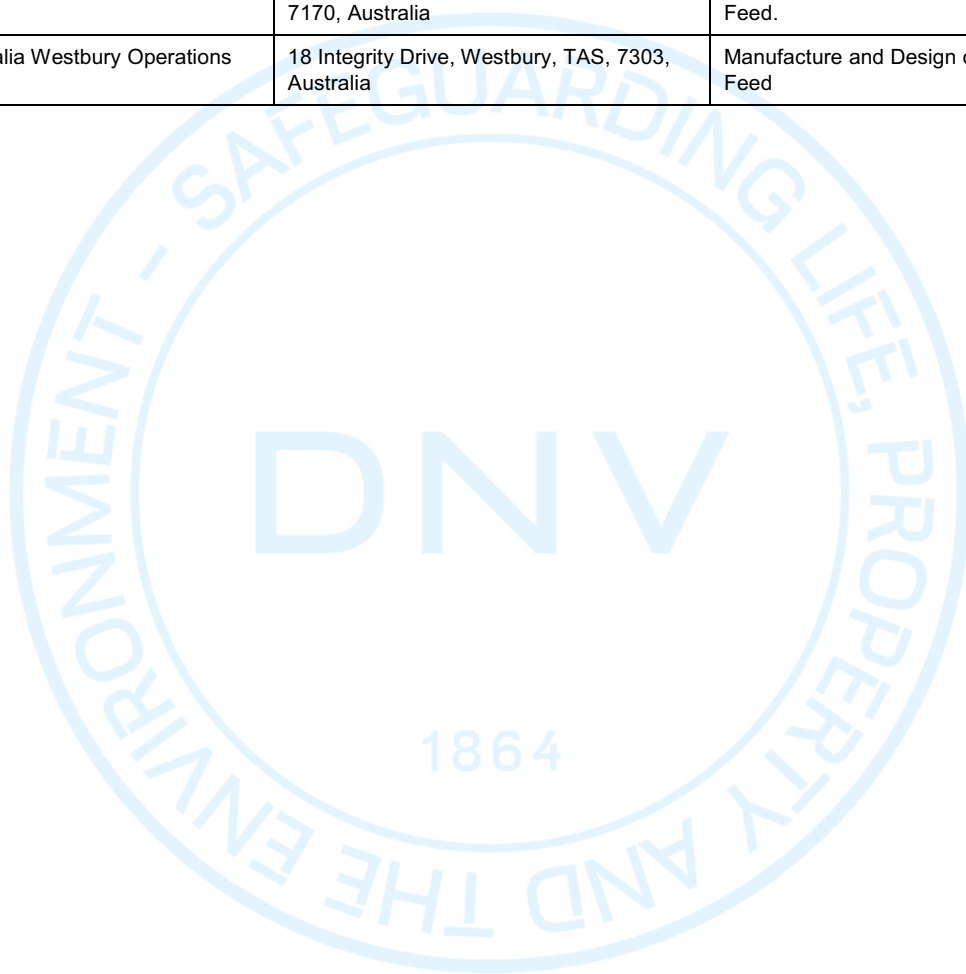 7170, Australia
Feed.
alia Westbury Operations
18 Integrity Drive, Westbury, TAS, 7303,
Australia
Manufacture and Design
Feed
SAFEGUARDING LIFE, PROPERTY AND THE ENVIRONMENT -
DNV
1864